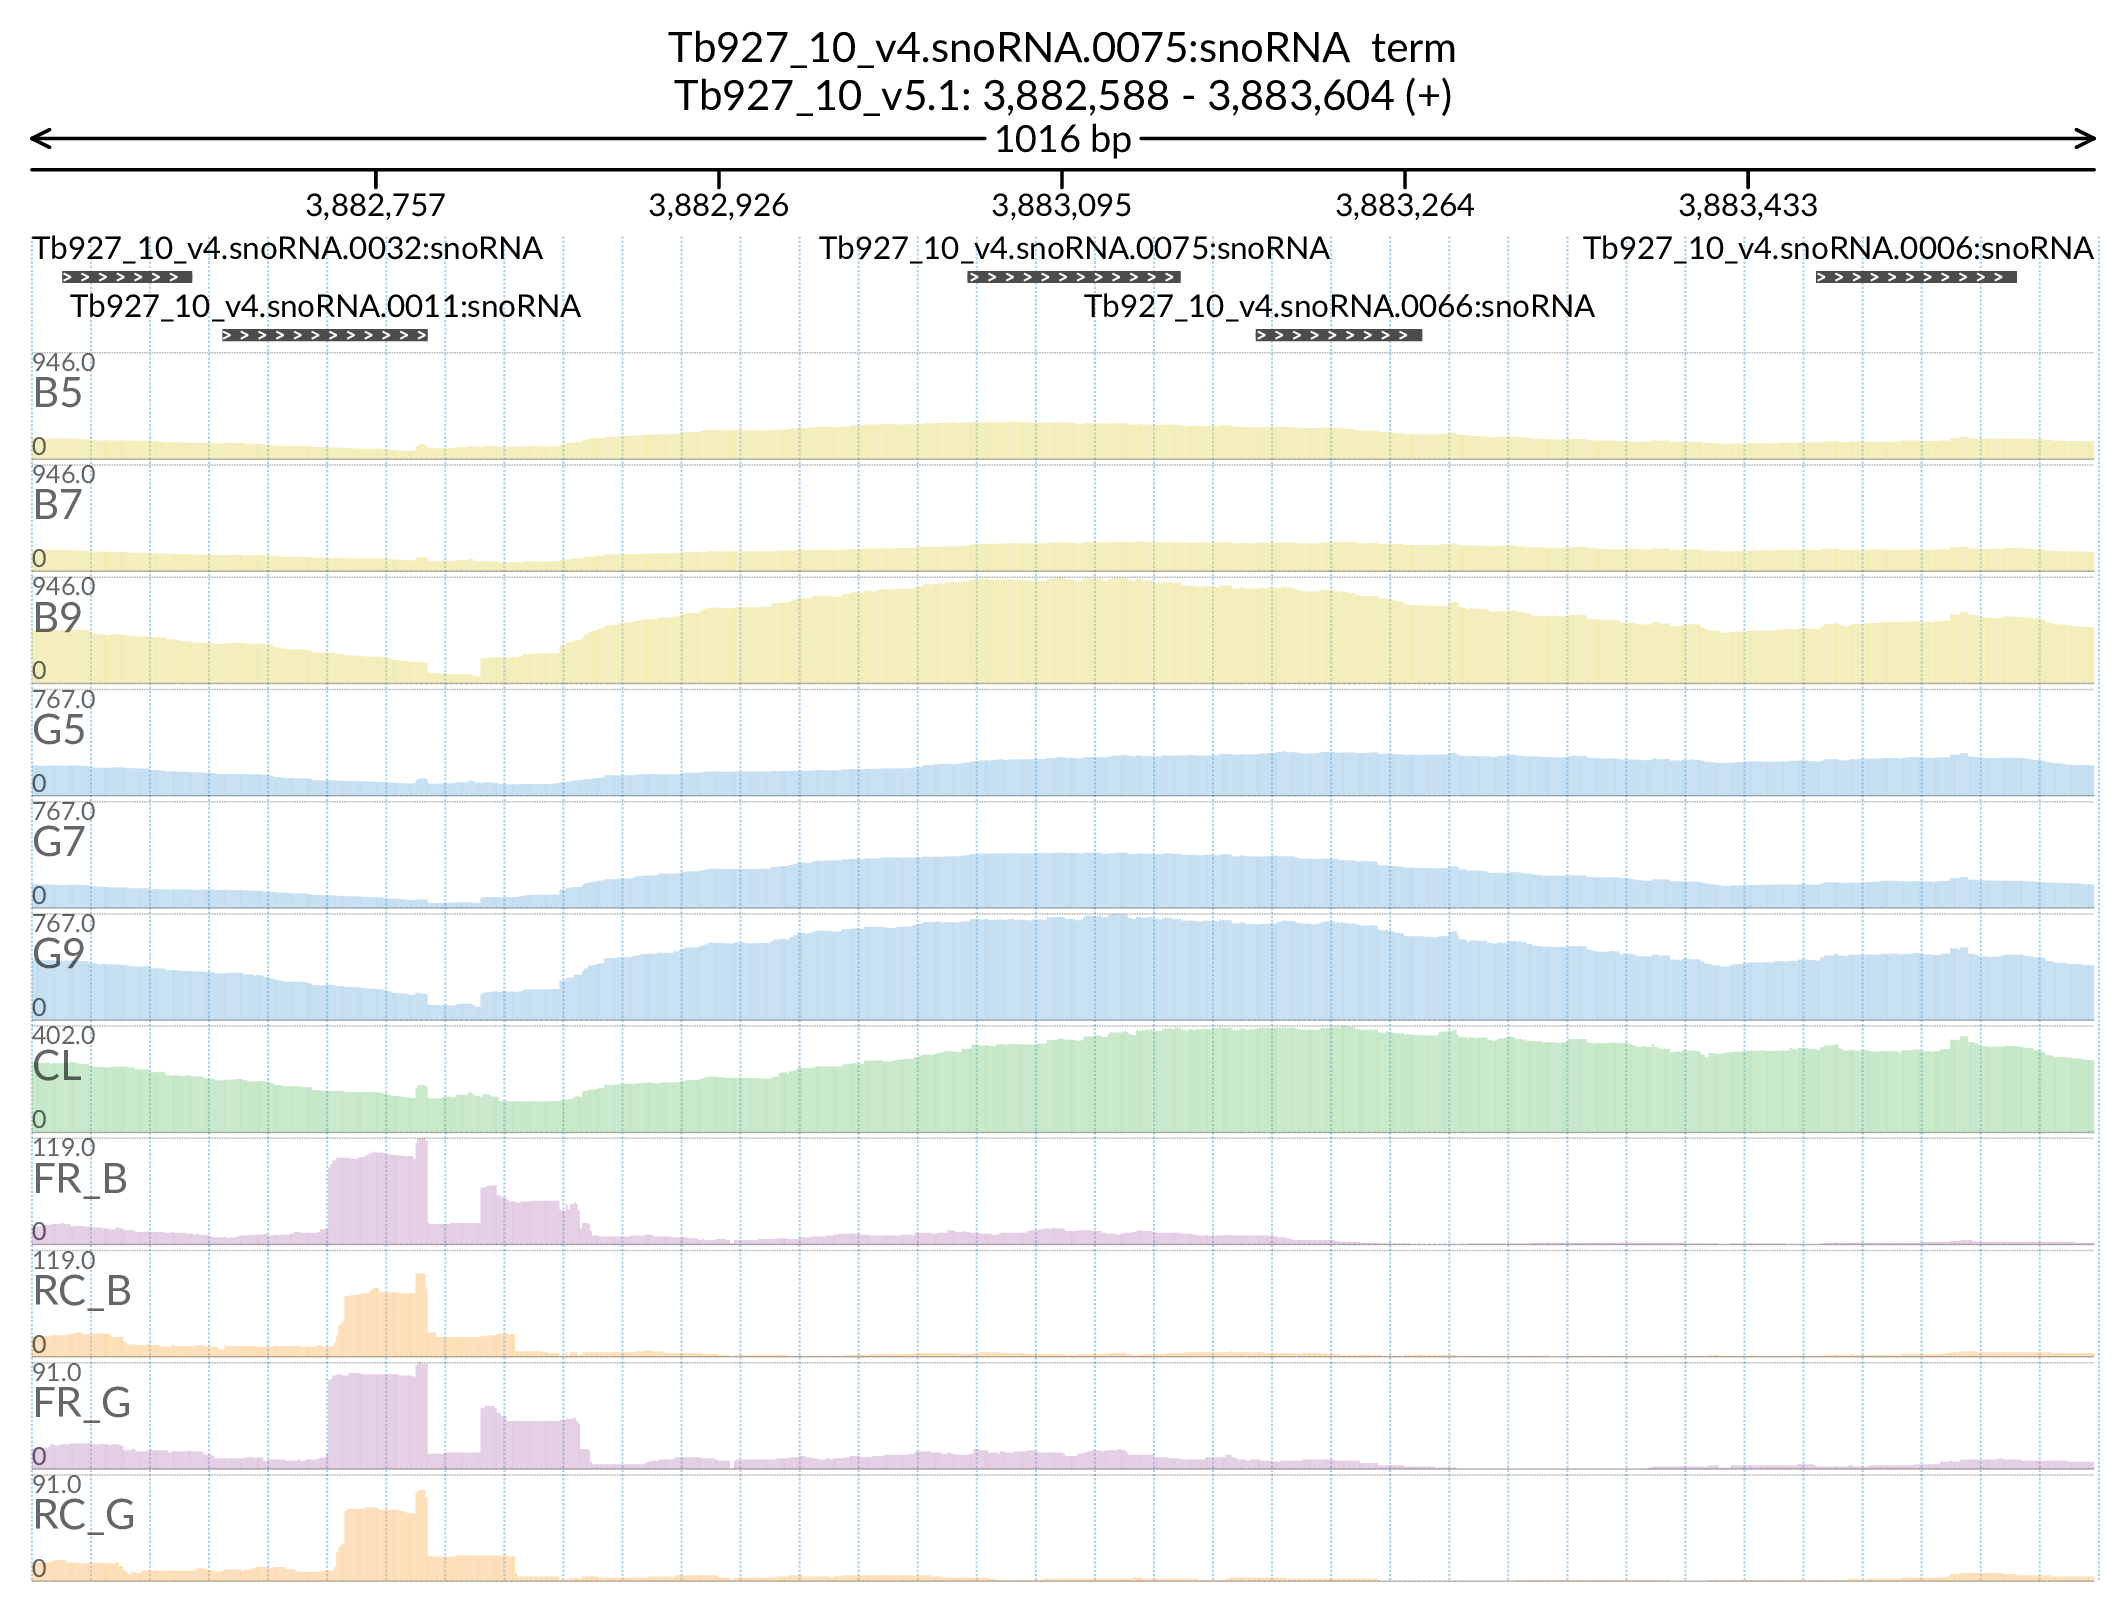 Tb927_10_v4.snoRNA.0075:snoRNA term
Tb927_10_v5.1: 3,882,588 - 3,883,604 (+)
1016 bp
3,882,757 3,882,926 3,883,095 3,883,264 3,883,433
Tb927_10_v4.snoRNA.0032:snoRNA Tb927_10_v4.snoRNA.0075:snoRNA Tb927_10_v4.snoRNA.0006:snoRNA
Tb927_10_v4.snoRNA.0011:snoRNA Tb927_10_v4.snoRNA.0066:snoRNA
946.0
B5
0
946.0
B7
0
946.0
B9
0
767.0
G5
0
767.0
G7
0
767.0
G9
0
402.0
CL
0
119.0
FR_B
0
119.0
RC_B
0
91.0
FR_G
0
91.0
RC_G
0